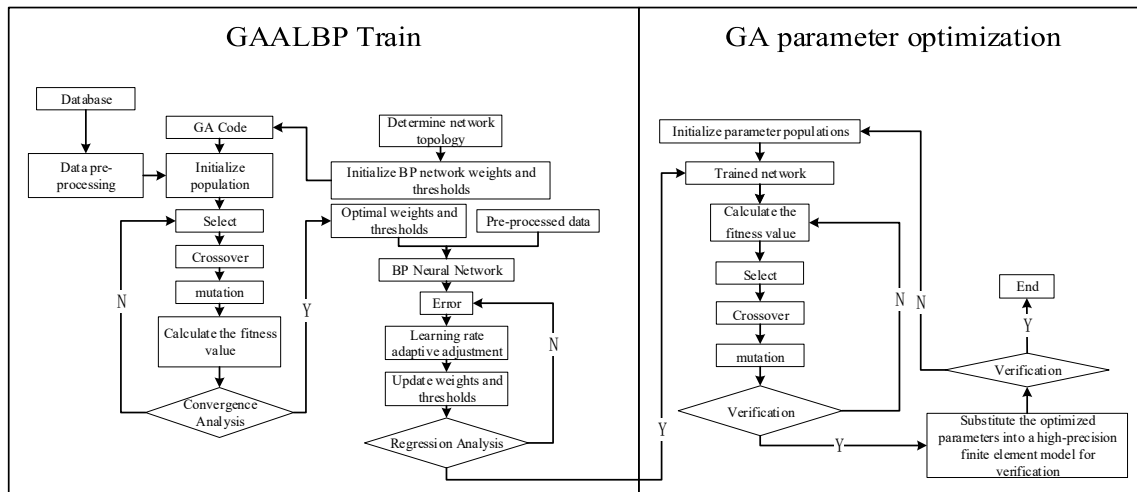 GAALBP Train
Database
Data pre-
processing
GA Code
Initialize
population
Select
Crossover
mutation
Calculate the fitness
value
Convergence
Analysis
N
Y
Determine network
topology
Initialize BP network weights and
thresholds
Optimal weights and
thresholds
Pre-processed data
BP Neural Network
Error
Learning rate
adaptive adjustment
Update weights and
thresholds
Regression Analysis
N
Y
GA parameter optimization
Initialize parameter populations
Trained network
Calculate the
fitness value
Select
Crossover
mutation
Verification
N
Y
Substitute the optimized
parameters into a high-precision
finite element model for
verification
Verification
N
Y
End